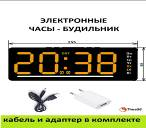 ЭЛЕКТРОННЫЕ
ЧАСЫ - БУДИЛЬНИК
20:38
кабель и адаптер в комплекте